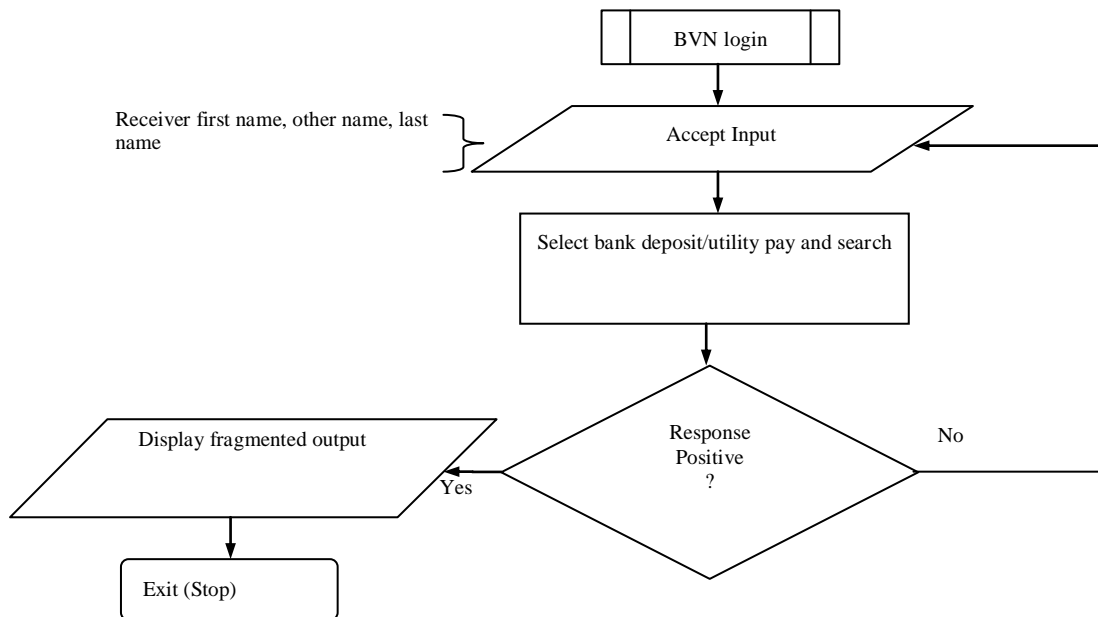 BVN login
Receiver first name, other name, last
name
Accept Input
Select bank deposit/utility pay and search
Response
Positive
?
No
Yes
Display fragmented output
Exit (Stop)